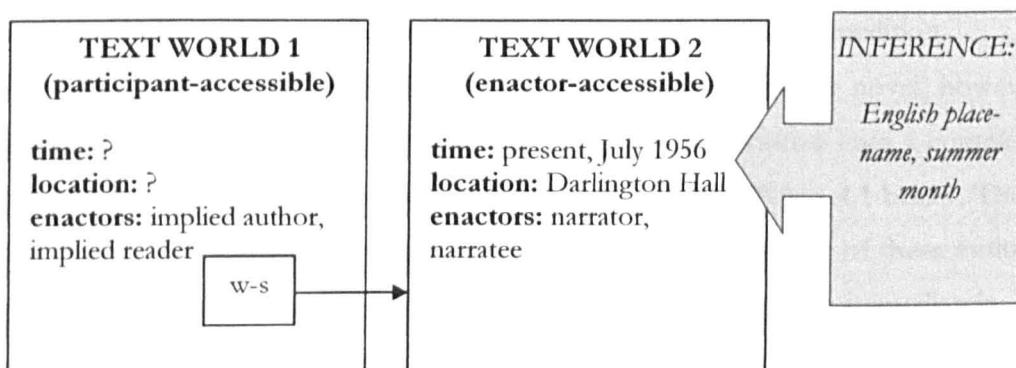 TEXT WORLD 1
(participant-accessible)
time: ?
location: ?
enactors: implied author,
implied reader
w-s
TEXT WORLD 2
(enactor-accessible)
time: present, July 1956
location: Darlington Hall
enactors: narrator,
narratee
INFERENCE:
English place-
name, summer
month